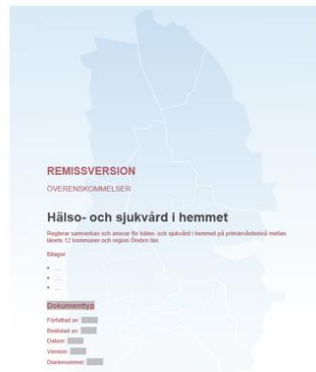 REMISSVERSION
ÖVERENSKOMMELSER
Hälso- och sjukvård i hemmet
Reglerar samverkan och ansvar för hälso- och sjukvård i hemmet på primärvårdsnivå mellan
länets 12 kommuner och region Örebro län.
Bilagor:
• ...
• ...
• ...
Dokumenttyp
Författad av:
Beslutad av:
Datum:
Version:
Diarienummer: